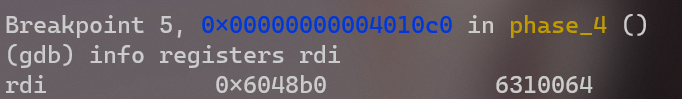 Breakpoint 5, 0x00000000004010c0 in phase_4 ()
(gdb) info registers rdi
rdi 0x6048b0 6310064